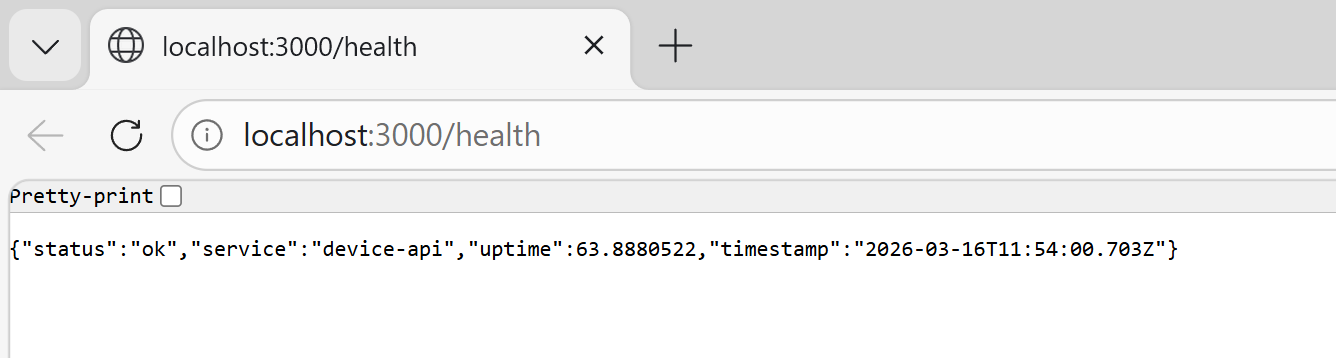 localhost:3000/health
localhost:3000/health
Pretty-print
{"status":"ok","service":"device-api","uptime":63.8880522,"timestamp":"2026-03-16T11:54:00.703Z"}